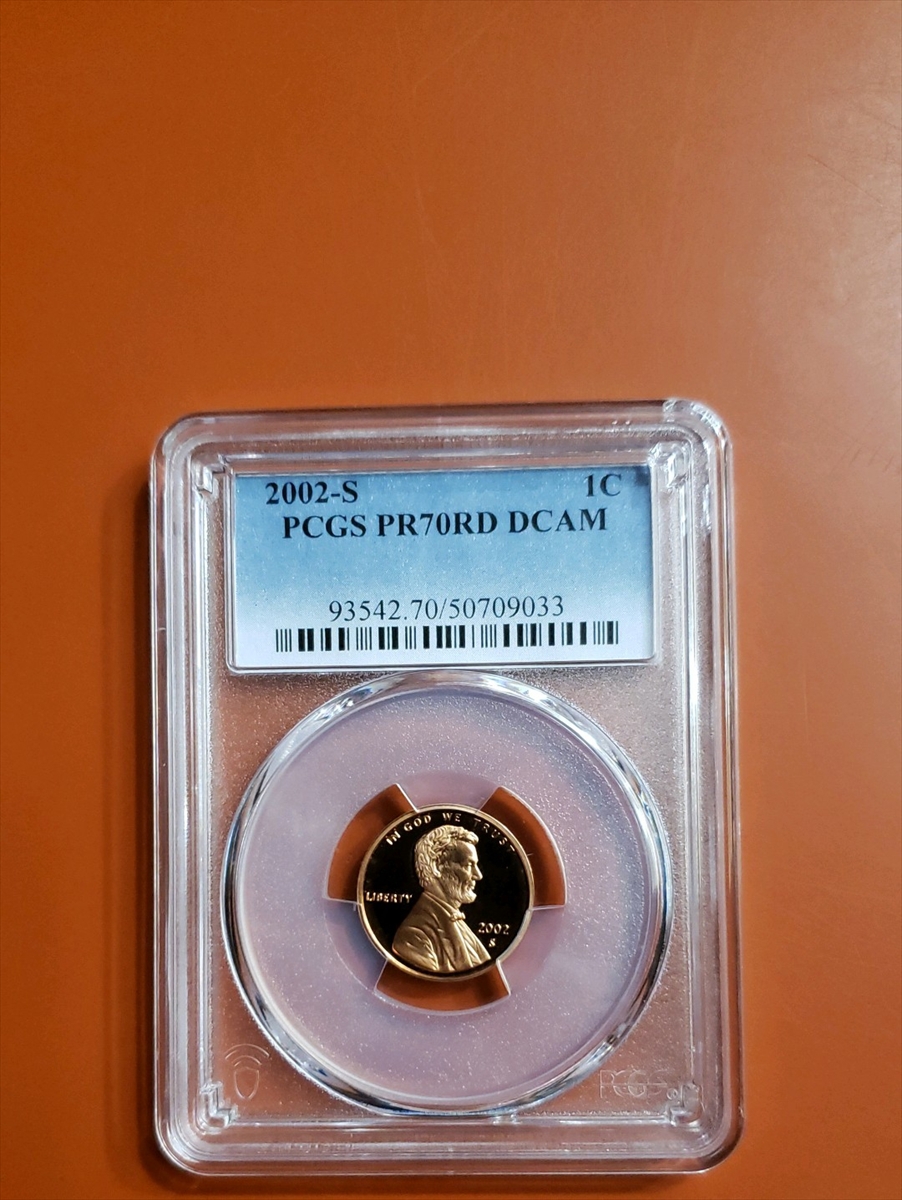 2002-S 1C
PCGS PR70RD DCAM
93542.70/50709033
IN GOD WE TRUST
LIBERTY
2002
S
PCGS